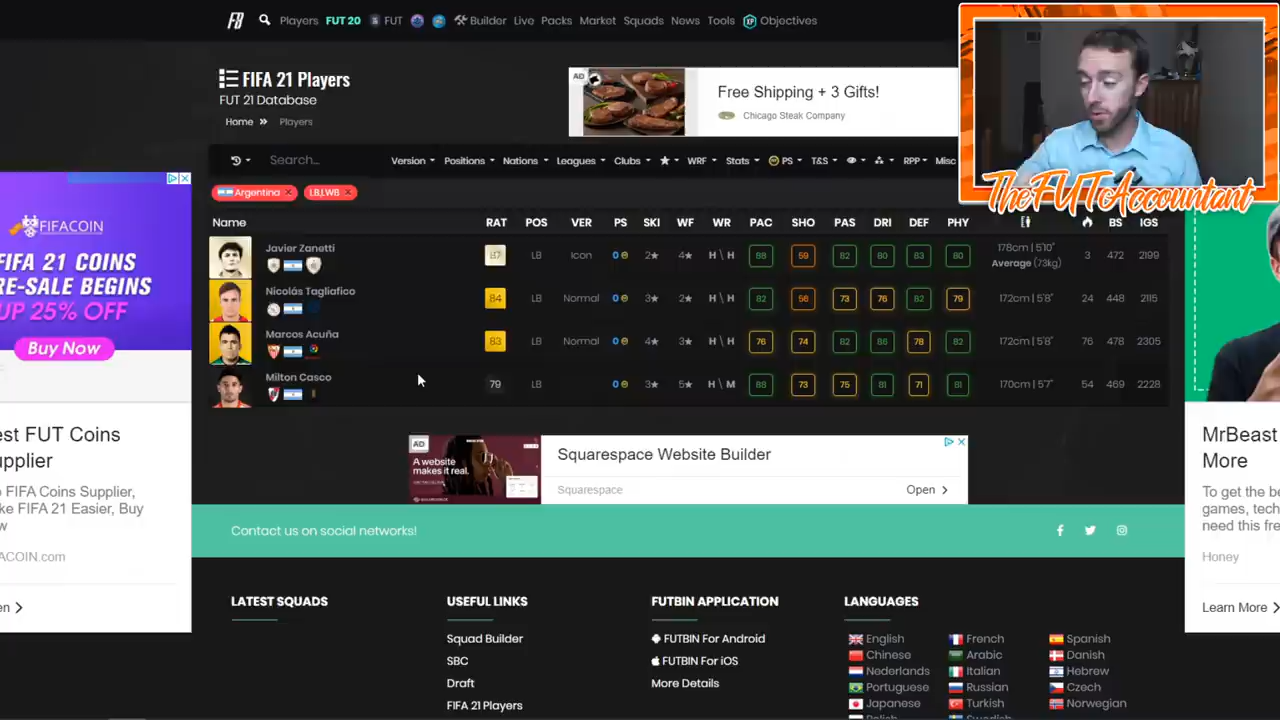 FB Players FUT 20 FUT Builder Live Packs Market Squads News Tools XP Objectives
FIFA 21 Players
FUT 21 Database
Home » Players
AD
Free Shipping + 3 Gifts!
Chicago Steak Company
TheFUTAccountant
Search... Version Positions Nations Leagues Clubs WRF Stats PS T&S RPP Misc
Argentina × LB,LWB ×
Name RAT POS VER PS SKI WF WR PAC SHO PAS DRI DEF PHY BS IGS
Javier Zanetti 87 LB Icon 0 2★ 4★ H \ H 88 59 82 80 83 80 178cm | 5'10" Average (73kg) 3 472 2199
Nicolás Tagliafico 84 LB Normal 0 3★ 2★ H \ H 82 56 73 76 82 79 172cm | 5'8" 24 448 2115
Marcos Acuña 83 LB Normal 0 4★ 3★ H \ H 76 74 82 86 78 82 172cm | 5'8" 76 478 2305
Milton Casco 79 LB 0 3★ 5★ H \ M 88 73 75 81 71 81 170cm | 5'7" 54 469 2228
FIFACOIN
FIFA 21 COINS
RE-SALE BEGINS
UP 25% OFF
Buy Now
est FUT Coins
upplier
FIFA Coins Supplier,
ke FIFA 21 Easier, Buy
w
ACOIN.com
en >
AD
A website
makes it real.
Squarespace Website Builder
Squarespace
Open >
MrBeast
More
To get the be
games, tech
need this fre
Honey
Learn More >
Contact us on social networks!
LATEST SQUADS
USEFUL LINKS
Squad Builder
SBC
Draft
FIFA 21 Players
FUTBIN APPLICATION
FUTBIN For Android
FUTBIN For iOS
More Details
LANGUAGES
English French Spanish
Chinese Arabic Danish
Nederlands Italian Hebrew
Portuguese Russian Czech
Japanese Turkish Norwegian
Polish Swedish